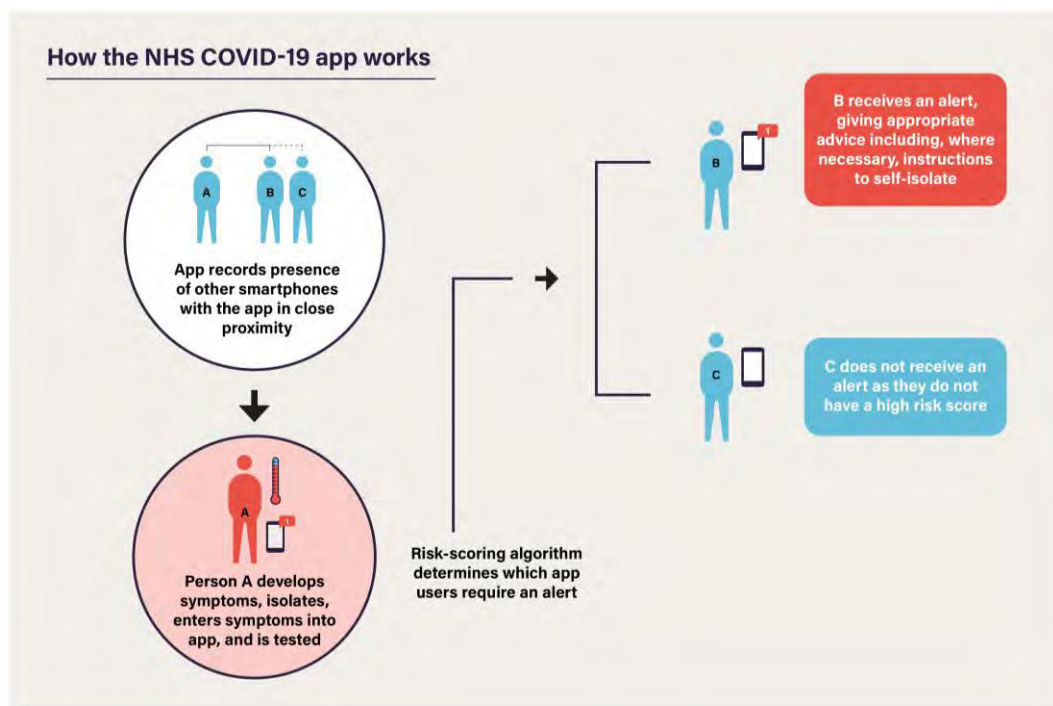 How the NHS COVID-19 app works
A
B
C
App records presence
of other smartphones
with the app in close
proximity
A
1
Person A develops
symptoms, isolates,
enters symptoms into
app, and is tested
Risk-scoring algorithm
determines which app
users require an alert
B
1
B receives an alert,
giving appropriate
advice including, where
necessary, instructions
to self-isolate
C
C does not receive an
alert as they do not
have a high risk score